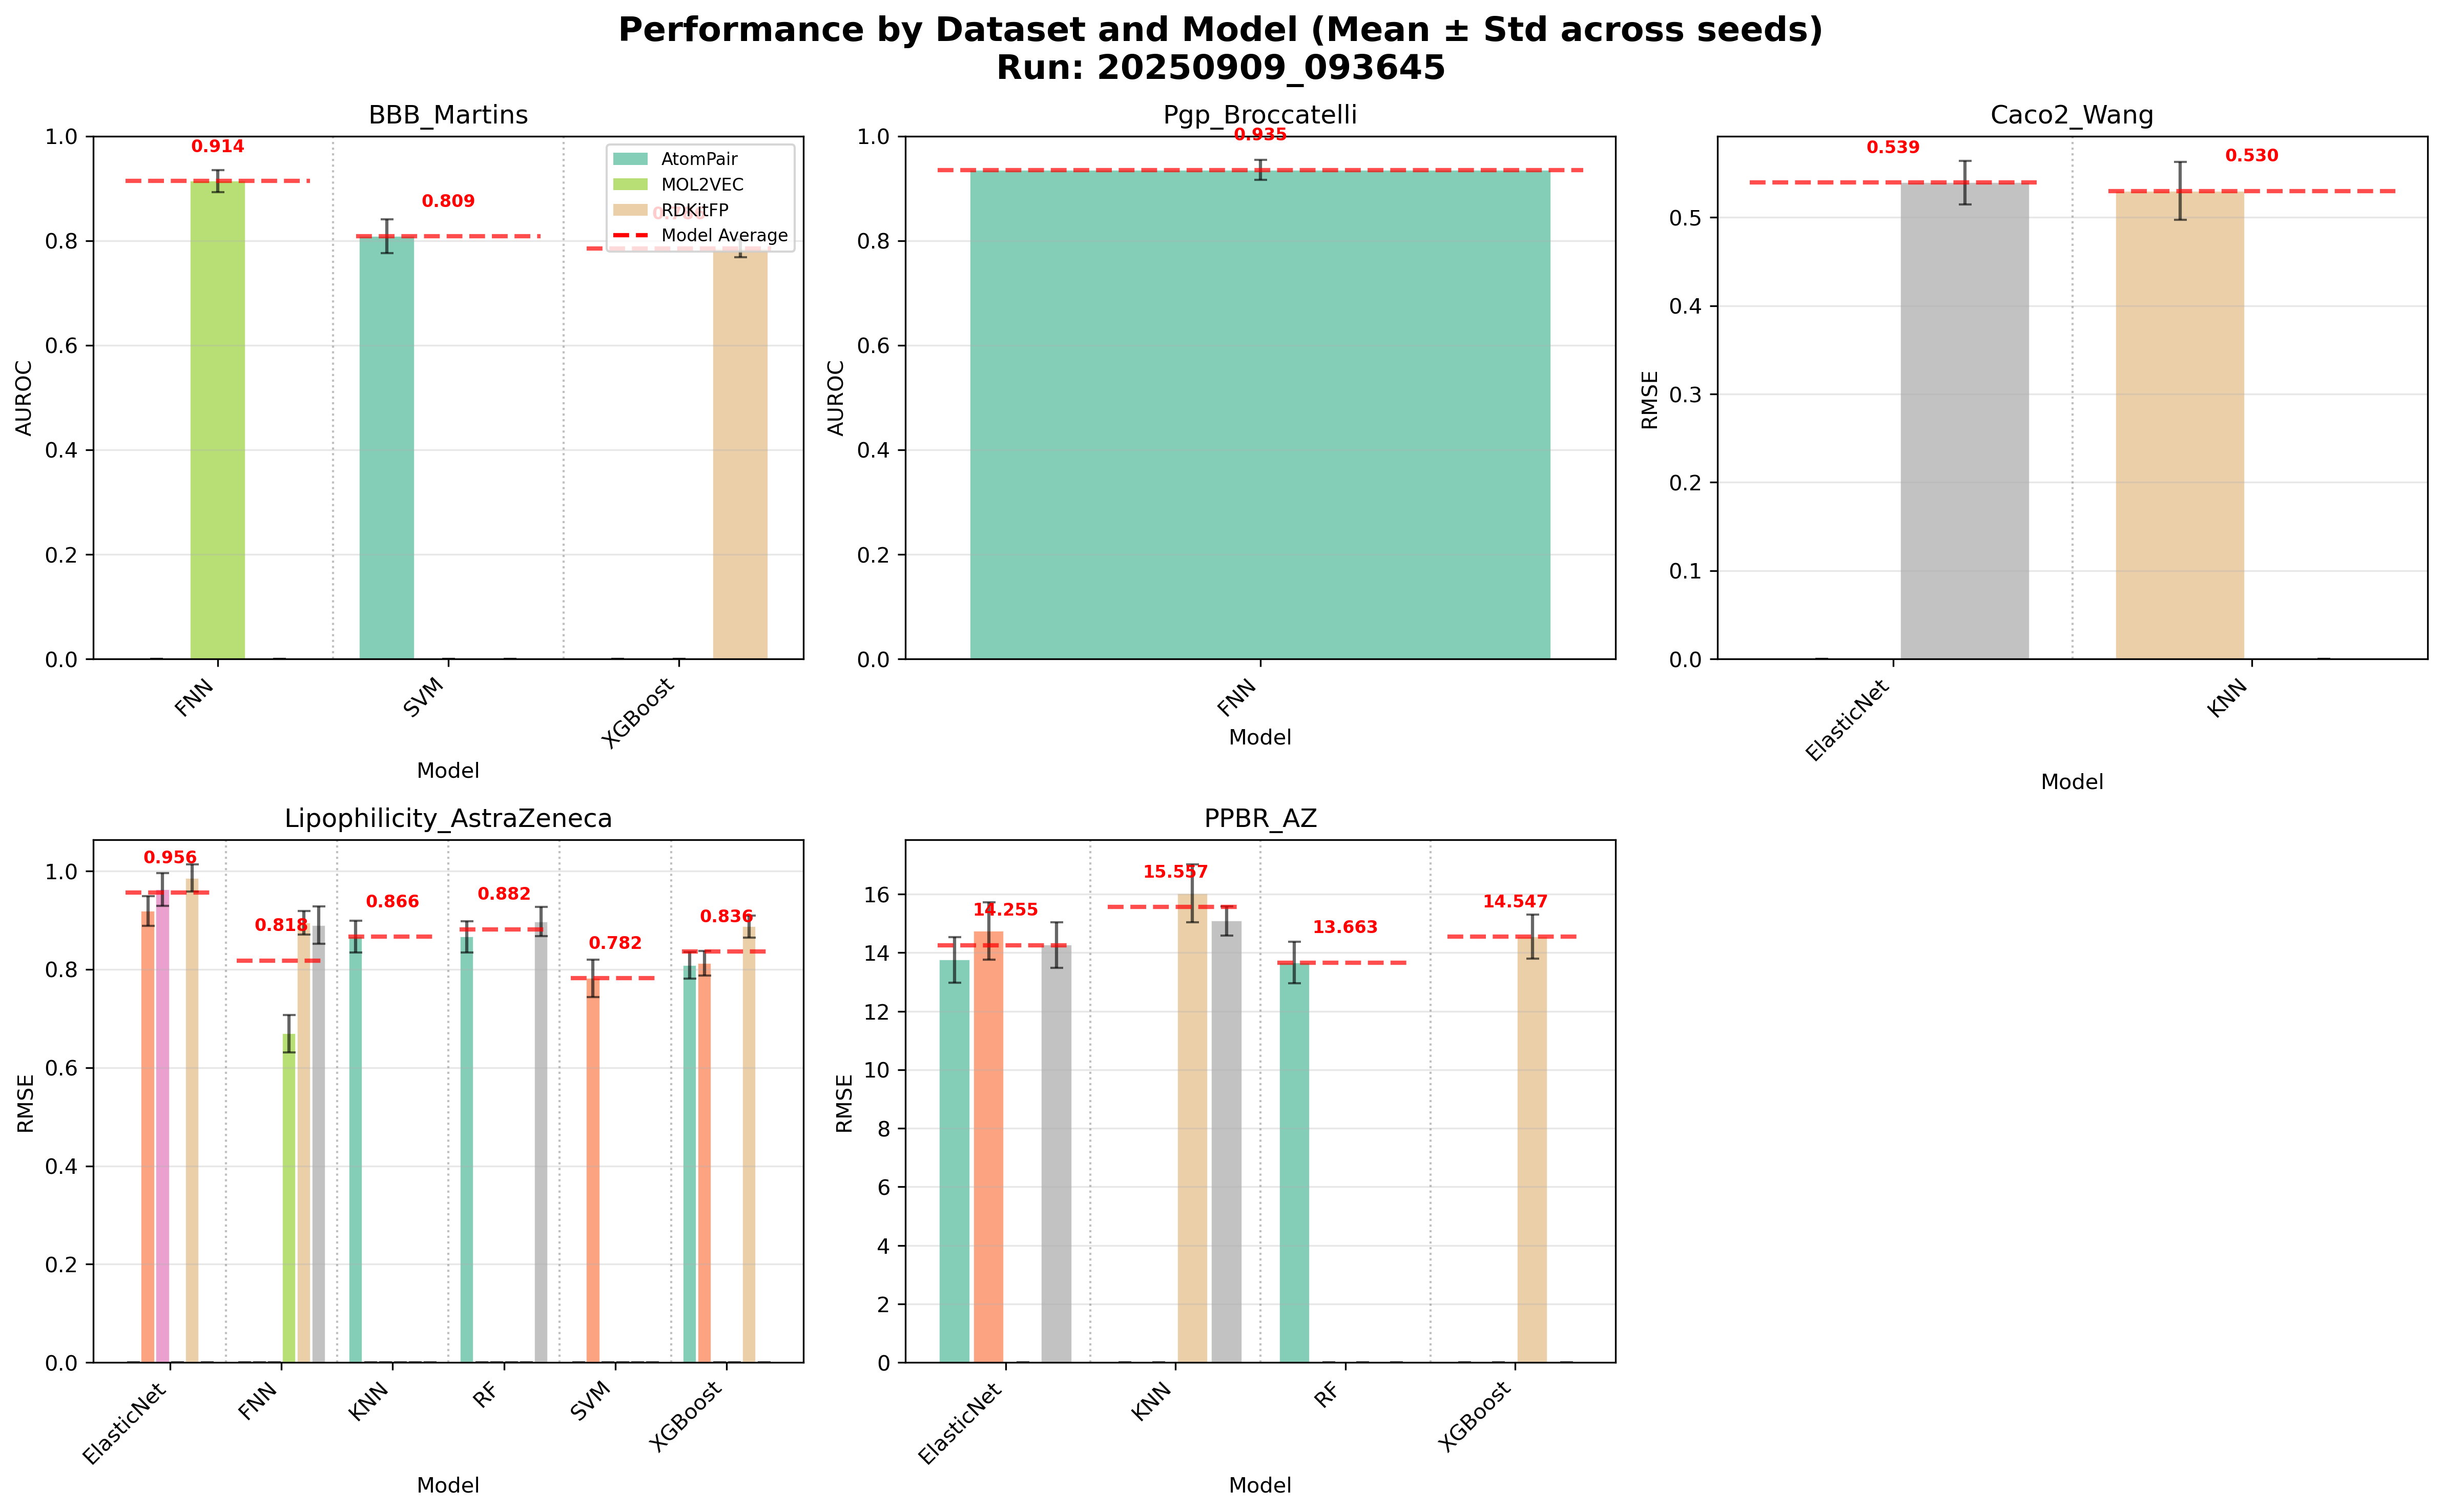 Performance by Dataset and Model (Mean ± Std across seeds)
Run: 20250909_093645
BBB_Martins
AUROC
1.0
0.8
0.6
0.4
0.2
0.0
0.914
0.809
AtomPair
MOL2VEC
RDKitFP
Model Average
FNN
SVM
XGBoost
Model
Pgp_Broccatelli
AUROC
1.0
0.8
0.6
0.4
0.2
0.0
0.935
FNN
Model
Caco2_Wang
RMSE
0.5
0.4
0.3
0.2
0.1
0.0
0.539
0.530
ElasticNet
KNN
Model
Lipophilicity_AstraZeneca
RMSE
1.0
0.8
0.6
0.4
0.2
0.0
0.956
0.818
0.866
0.882
0.782
0.836
ElasticNet
FNN
KNN
RF
SVM
XGBoost
Model
PPBR_AZ
RMSE
16
14
12
10
8
6
4
2
0
14.255
15.557
13.663
14.547
ElasticNet
KNN
RF
XGBoost
Model